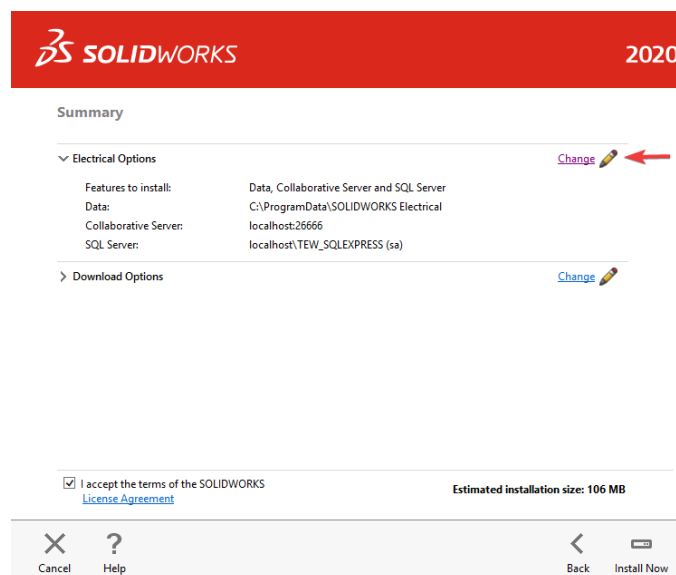 SOLIDWORKS
2020
Summary
Electrical Options Change
Features to install: Data, Collaborative Server and SQL Server
Data: C:\ProgramData\SOLIDWORKS Electrical
Collaborative Server: localhost:26666
SQL Server: localhost\TEW_SQLEXPRESS (sa)
Download Options Change
I accept the terms of the SOLIDWORKS
License Agreement
Estimated installation size: 106 MB
Cancel Help Back Install Now